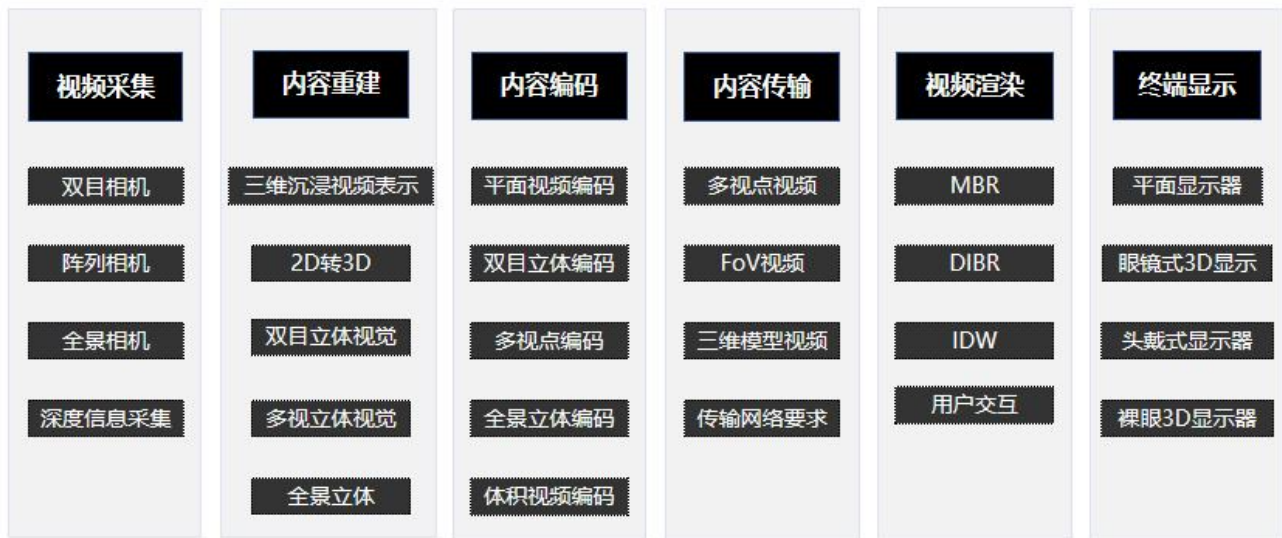 视频采集
双目相机
阵列相机
全景相机
深度信息采集
内容重建
三维沉浸视频表示
2D转3D
双目立体视觉
多视立体视觉
全景立体
内容编码
平面视频编码
双目立体编码
多视点编码
全景立体编码
体积视频编码
内容传输
多视点视频
FoV视频
三维模型视频
传输网络要求
视频渲染
MBR
DIBR
IDW
用户交互
终端显示
平面显示器
眼镜式3D显示
头戴式显示器
裸眼3D显示器